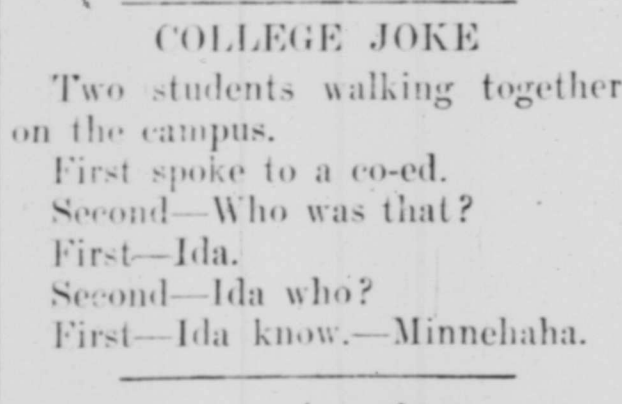 COLLEGE JOKE
Two students walking together
on the campus.
First spoke to a co-ed.
Second—Who was that?
First—Ida.
Second—Ida who?
First—Ida know.—Minnehaha.